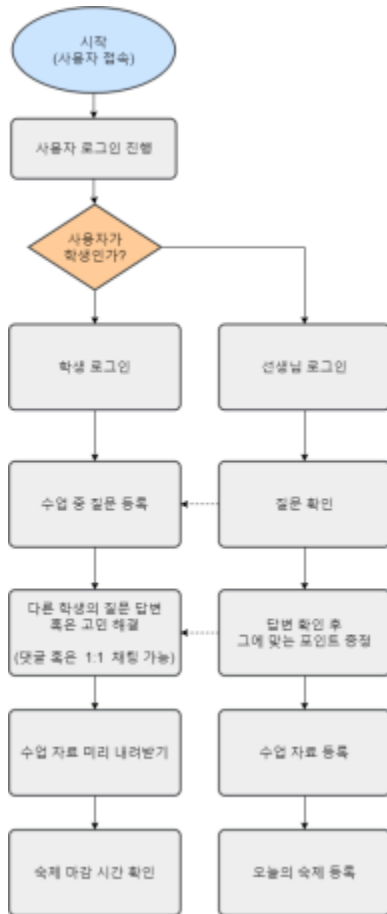 시작
(사용자 접속)
사용자 로그인 진행
사용자가
학생인가?
학생 로그인
선생님 로그인
수업 중 질문 등록
질문 확인
다른 학생의 질문 답변
혹은 고민 해결
(댓글 혹은 1:1 채팅 가능)
답변 확인 후
그에 맞는 포인트 증정
수업 자료 미리 내려받기
수업 자료 등록
숙제 마감 시간 확인
오늘의 숙제 등록